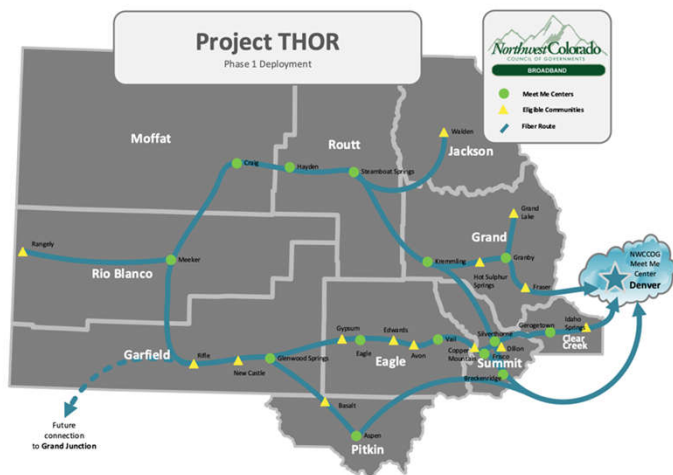 Project THOR
Phase 1 Deployment
NorthwestColorado
COUNCIL OF GOVERNMENTS
BROADBAND
Meet Me Centers
Eligible Communities
Fiber Route
Moffat
Routt
Walden
Jackson
Craig
Hayden
Steamboat Springs
Rangely
Meeker
Rio Blanco
Grand
Lake
Grand
Kremmling
Granby
Hot Sulphur
Springs
Fraser
NWCCOG
Meet Me
Center
Denver
Garfield
Rifle
New Castle
Glenwood Springs
Gypsum
Eagle
Edwards
Avon
Vail
Eagle
Copper
Mountain
Silverthorne
Dillon
Frisco
Summit
Breckenridge
Georgetown
Idaho
Springs
Clear
Creek
Basalt
Aspen
Pitkin
Future
connection
to Grand Junction